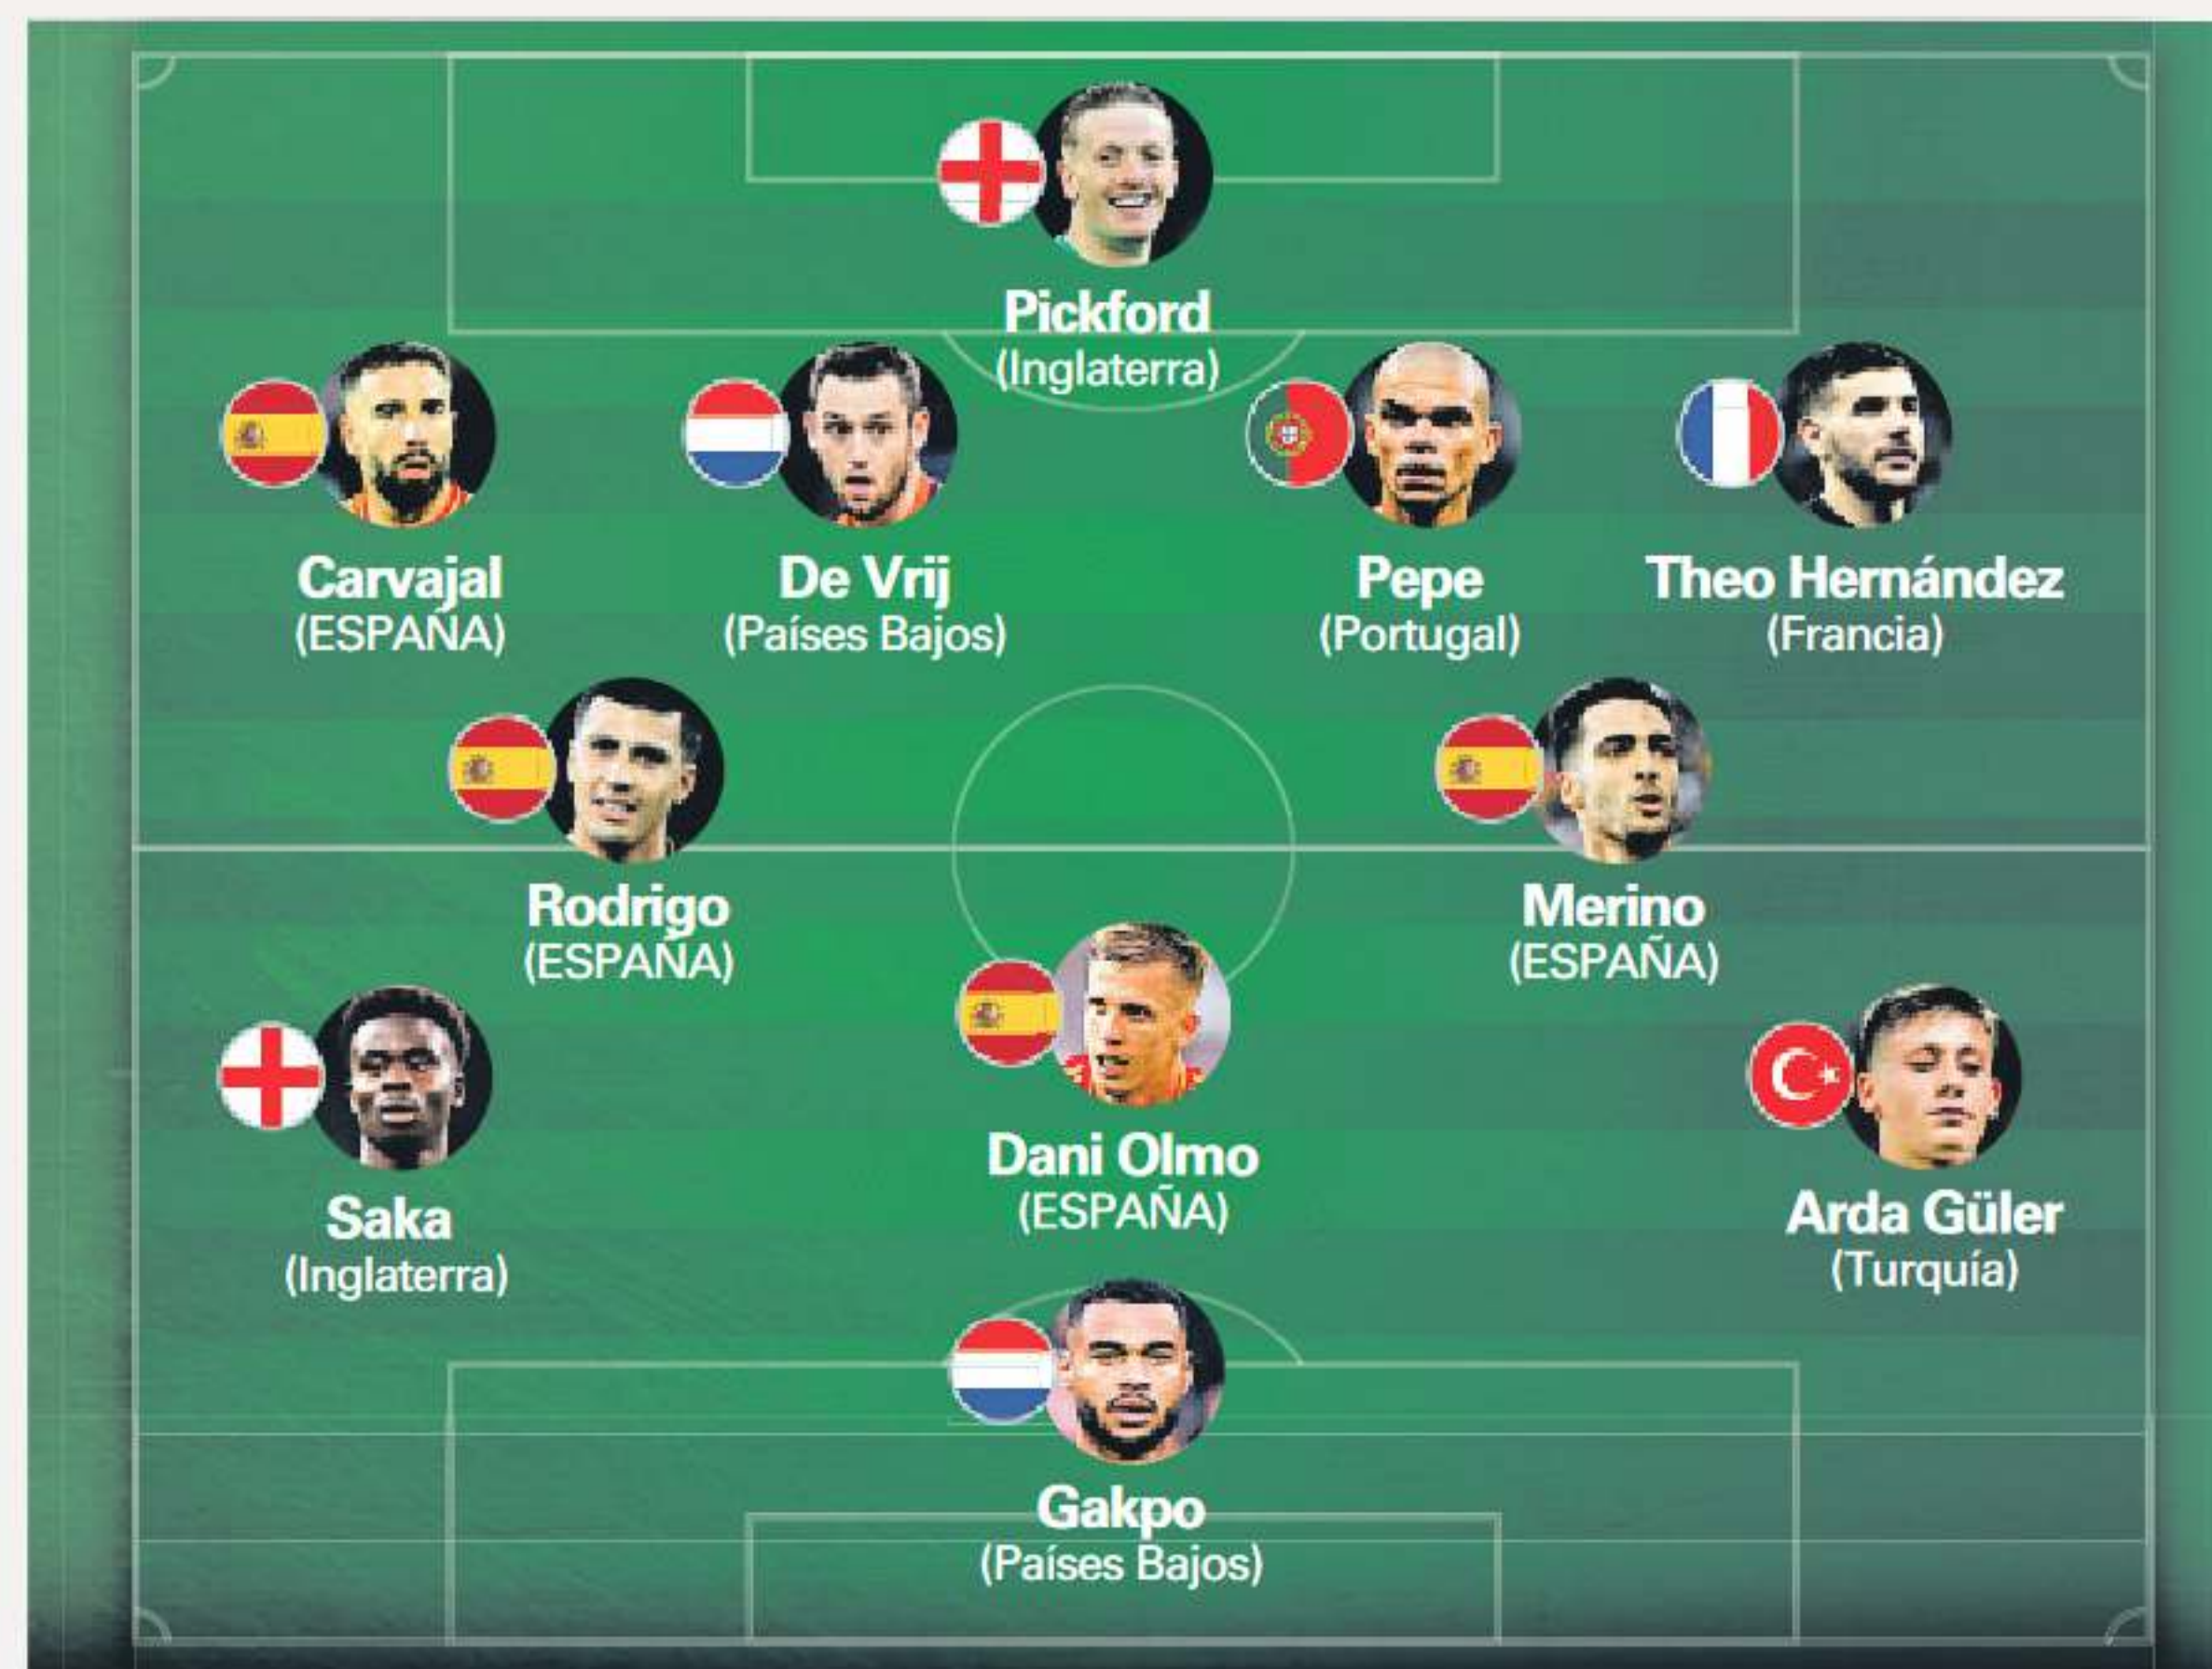 Pickford
(Inglaterra)
Carvajal
(ESPAÑA)
De Vrij
(Países Bajos)
Pepe
(Portugal)
Theo Hernández
(Francia)
Rodrigo
(ESPAÑA)
Merino
(ESPAÑA)
Saka
(Inglaterra)
Dani Olmo
(ESPAÑA)
Arda Güler
(Turquía)
Gakpo
(Países Bajos)